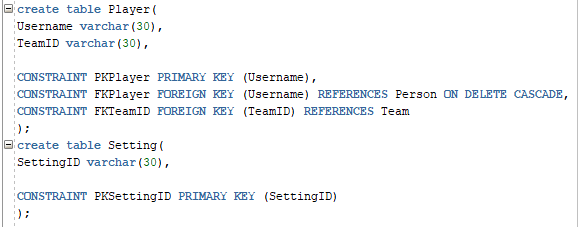 create table Player(
Username varchar(30),
TeamID varchar(30),
CONSTRAINT PKPlayer PRIMARY KEY (Username),
CONSTRAINT FKPlayer FOREIGN KEY (Username) REFERENCES Person ON DELETE CASCADE,
CONSTRAINT FKTeamID FOREIGN KEY (TeamID) REFERENCES Team
);
create table Setting(
SettingID varchar(30),
CONSTRAINT PKSettingID PRIMARY KEY (SettingID)
);